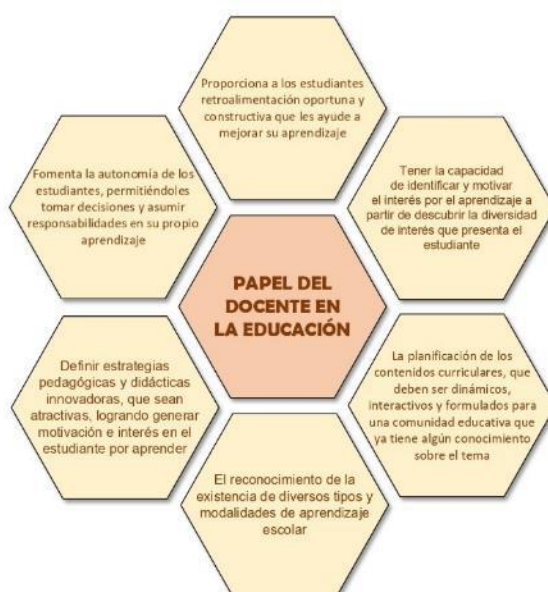 Proporciona a los estudiantes
retroalimentación oportuna y
constructiva que les ayude a
mejorar su aprendizaje
Fomenta la autonomía de los
estudiantes, permitiéndoles
tomar decisiones y asumir
responsabilidades en su propio
aprendizaje
Tener la capacidad
de identificar y motivar
el interés por el aprendizaje a
partir de descubrir la diversidad
de interés que presenta el
estudiante
PAPEL DEL
DOCENTE EN
LA EDUCACIÓN
Definir estrategias
pedagógicas y didácticas
innovadoras, que sean
atractivas, logrando generar
motivación e interés en el
estudiante por aprender
La planificación de los
contenidos curriculares, que
deben ser dinámicos,
interactivos y formulados para
una comunidad educativa que
ya tiene algún conocimiento
sobre el tema
El reconocimiento de la
existencia de diversos tipos y
modalidades de aprendizaje
escolar